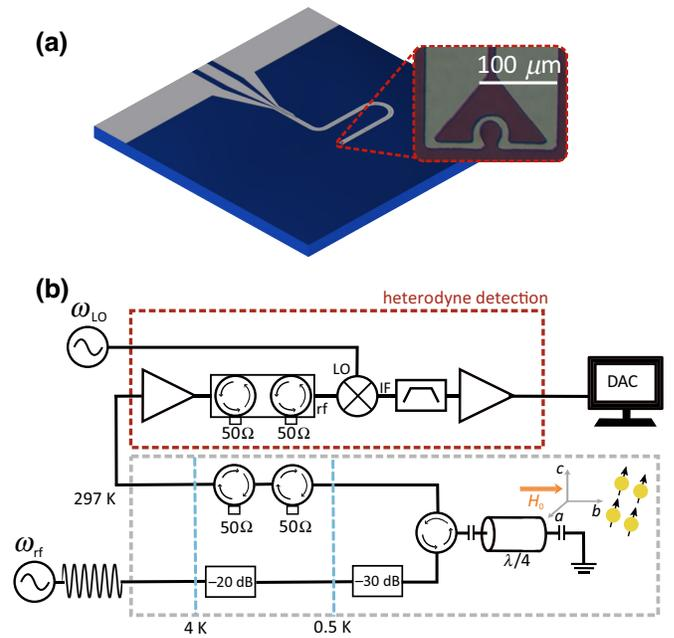 (a)
100 μm
(b)
heterodyne detection
ω_LO
LO
IF
rf
DAC
50Ω 50Ω
297 K
50Ω 50Ω
H₀
c
a
b
λ/4
ω_rf
−20 dB
−30 dB
4 K
0.5 K